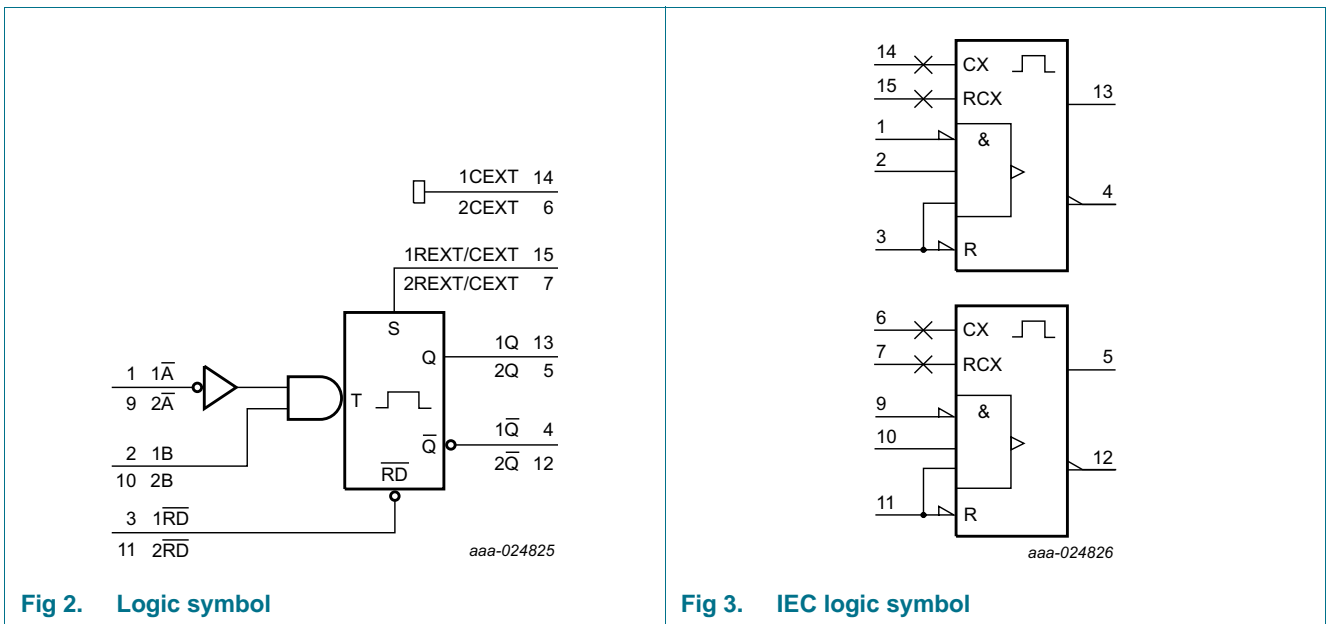 1CEXT 14
2CEXT 6
1REXT/CEXT 15
2REXT/CEXT 7
S
Q
1Q 13
2Q 5
1 1A̅
9 2A̅
T
Q̅
1Q̅ 4
2Q̅ 12
2 1B
10 2B
R̅D̅
3 1R̅D̅
11 2R̅D̅
aaa-024825
Fig 2. Logic symbol
14
CX
15
RCX
13
1
&
2
4
3
R
6
CX
7
RCX
5
9
&
10
12
11
R
aaa-024826
Fig 3. IEC logic symbol